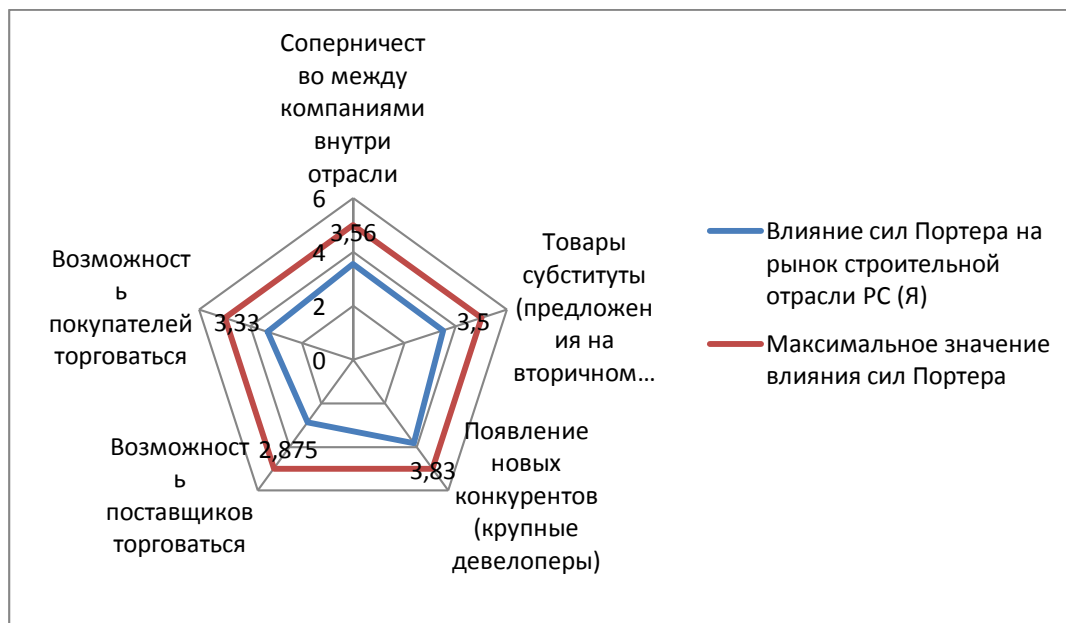 Соперничест
во между
компаниями
внутри
отрасли
6
3,56
4
2
0
Товары
субституты
(предложен
ия на
вторичном…
3,5
Появление
новых
конкурентов
(крупные
девелоперы)
3,83
Возможност
ь
поставщиков
торговаться
2,875
Возможност
ь
покупателей
торговаться
3,33
Влияние сил Портера на
рынок строительной
отрасли РС (Я)
Максимальное значение
влияния сил Портера